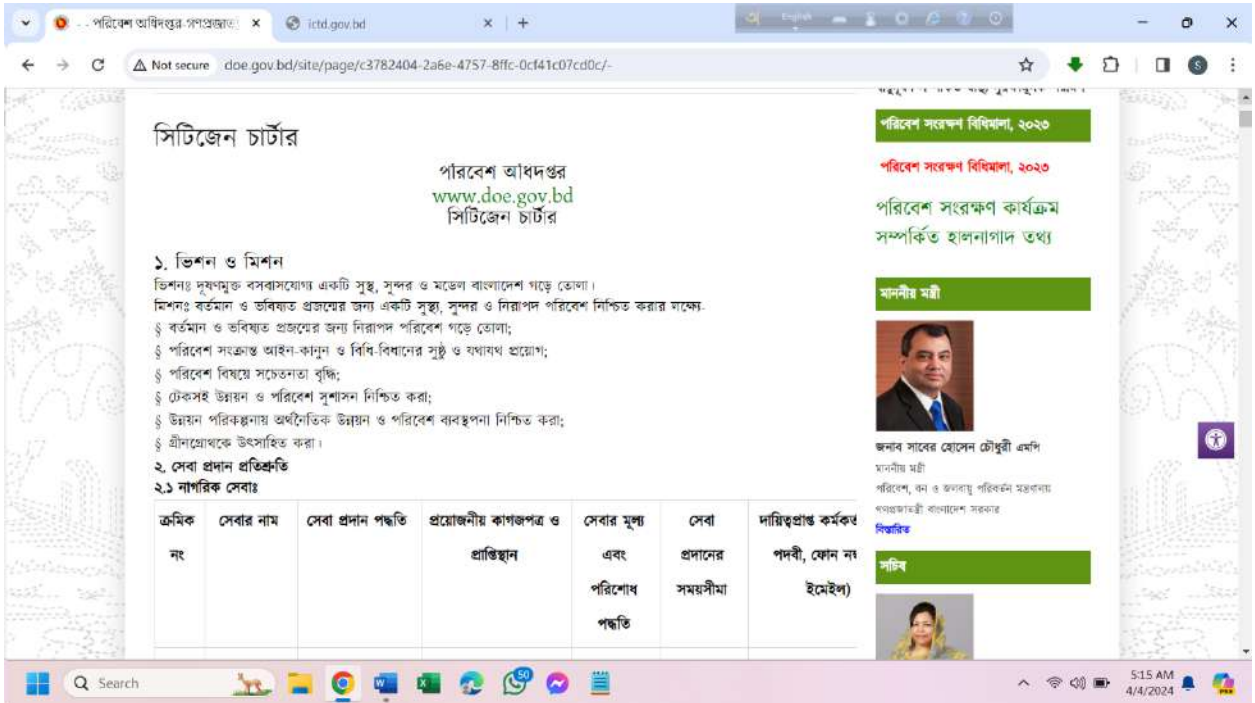 - - পরিবেশ অধিদপ্তর-গণপ্রজাত
ictd.gov.bd
English
Not secure
doe.gov.bd/site/page/c3782404-2a6e-4757-8ffc-0cf41c07cd0c/-
সিটিজেন চার্টার
পরিবেশ অধিদপ্তর
www.doe.gov.bd
সিটিজেন চার্টার
১. ভিশন ও মিশন
ভিশনঃ দূষণমুক্ত বসবাসযোগ্য একটি সুস্থ, সুন্দর ও মডেল বাংলাদেশ গড়ে তোলা।
মিশনঃ বর্তমান ও ভবিষ্যত প্রজন্মের জন্য একটি সুস্থ্য, সুন্দর ও নিরাপদ পরিবেশ নিশ্চিত করার লক্ষ্যে-
§ বর্তমান ও ভবিষ্যত প্রজন্মের জন্য নিরাপদ পরিবেশ গড়ে তোলা;
§ পরিবেশ সংক্রান্ত আইন-কানুন ও বিধি-বিধানের সুষ্ঠু ও যথাযথ প্রয়োগ;
§ পরিবেশ বিষয়ে সচেতনতা বৃদ্ধি;
§ টেকসই উন্নয়ন ও পরিবেশ সুশাসন নিশ্চিত করা;
§ উন্নয়ন পরিকল্পনায় অর্থনৈতিক উন্নয়ন ও পরিবেশ ব্যবস্থপনা নিশ্চিত করা;
§ গ্রীনগ্রোথকে উৎসাহিত করা।
২. সেবা প্রদান প্রতিশ্রুতি
২.১ নাগরিক সেবাঃ
ক্রমিক নং
সেবার নাম
সেবা প্রদান পদ্ধতি
প্রয়োজনীয় কাগজপত্র ও প্রাপ্তিস্থান
সেবার মূল্য এবং পরিশোধ পদ্ধতি
সেবা প্রদানের সময়সীমা
দায়িত্বপ্রাপ্ত কর্মকর্ত
পদবী, ফোন নম্ব
ইমেইল)
পরিবেশ সংরক্ষণ বিধিমালা, ২০২৩
পরিবেশ সংরক্ষণ বিধিমালা, ২০২৩
পরিবেশ সংরক্ষণ কার্যক্রম
সম্পর্কিত হালনাগাদ তথ্য
মাননীয় মন্ত্রী
জনাব সাবের হোসেন চৌধুরী এমপি
মাননীয় মন্ত্রী
পরিবেশ, বন ও জলবায়ু পরিবর্তন মন্ত্রণালয়
গণপ্রজাতন্ত্রী বাংলাদেশ সরকার
বিস্তারিত
সচিব
Search
50
5:15 AM
4/4/2024